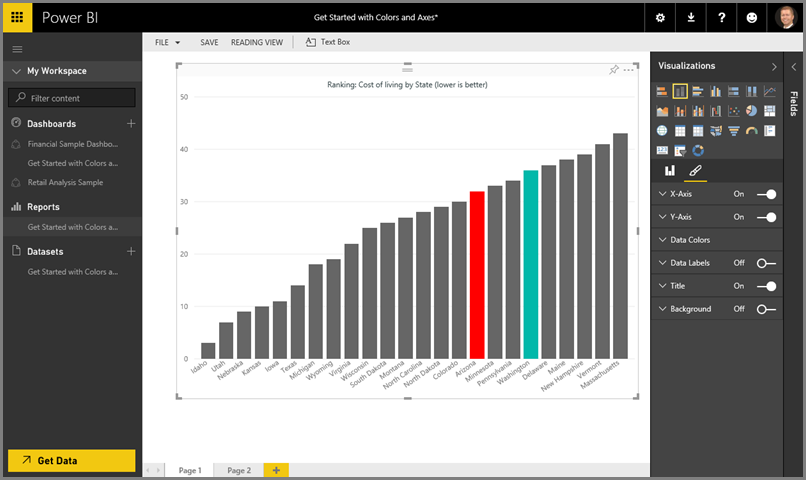 Power BI
Get Started with Colors and Axes*
?
My Workspace
Filter content
Dashboards
Financial Sample Dashbo...
Get Started with Colors a...
Retail Analysis Sample
Reports
Get Started with Colors a...
Datasets
Get Started with Colors a...
Get Data
FILE SAVE READING VIEW Text Box
Ranking: Cost of living by State (lower is better)
50
40
30
20
10
0
Idaho
Utah
Nebraska
Kansas
Iowa
Texas
Michigan
Wyoming
Virginia
Wisconsin
South Dakota
Montana
North Carolina
North Dakota
Colorado
Arizona
Minnesota
Pennsylvania
Washington
Delaware
Maine
New Hampshire
Vermont
Massachusetts
Page 1 Page 2 +
Visualizations
X-Axis On
Y-Axis On
Data Colors
Data Labels Off
Title On
Background Off
Fields